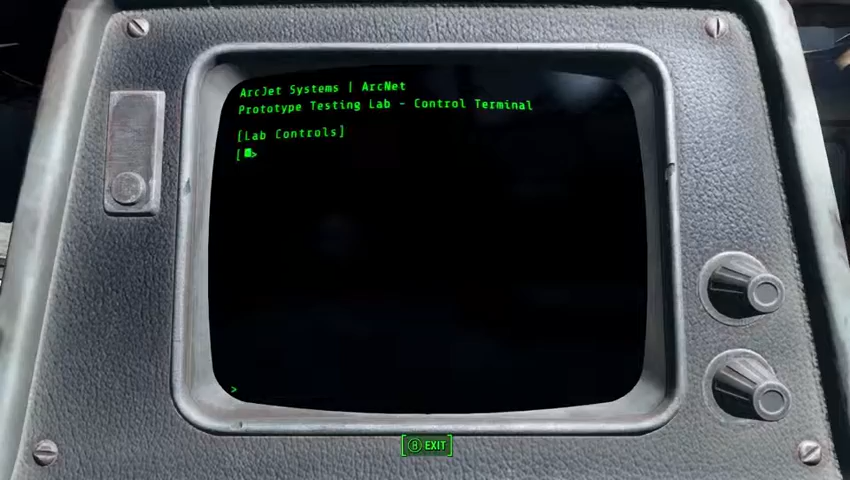 ArcJet Systems | ArcNet
Prototype Testing Lab - Control Terminal
[Lab Controls]
[ >
>
[Ⓑ EXIT]